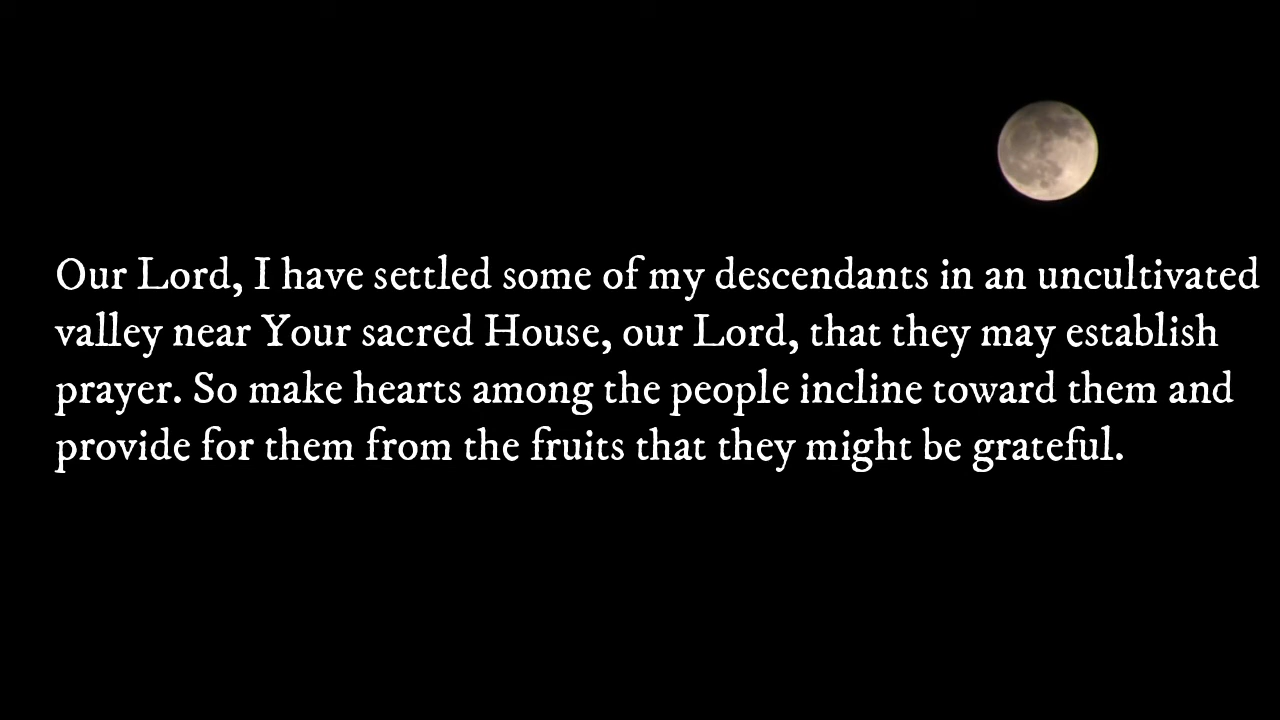 Our Lord, I have settled some of my descendants in an uncultivated
valley near Your sacred House, our Lord, that they may establish
prayer. So make hearts among the people incline toward them and
provide for them from the fruits that they might be grateful.